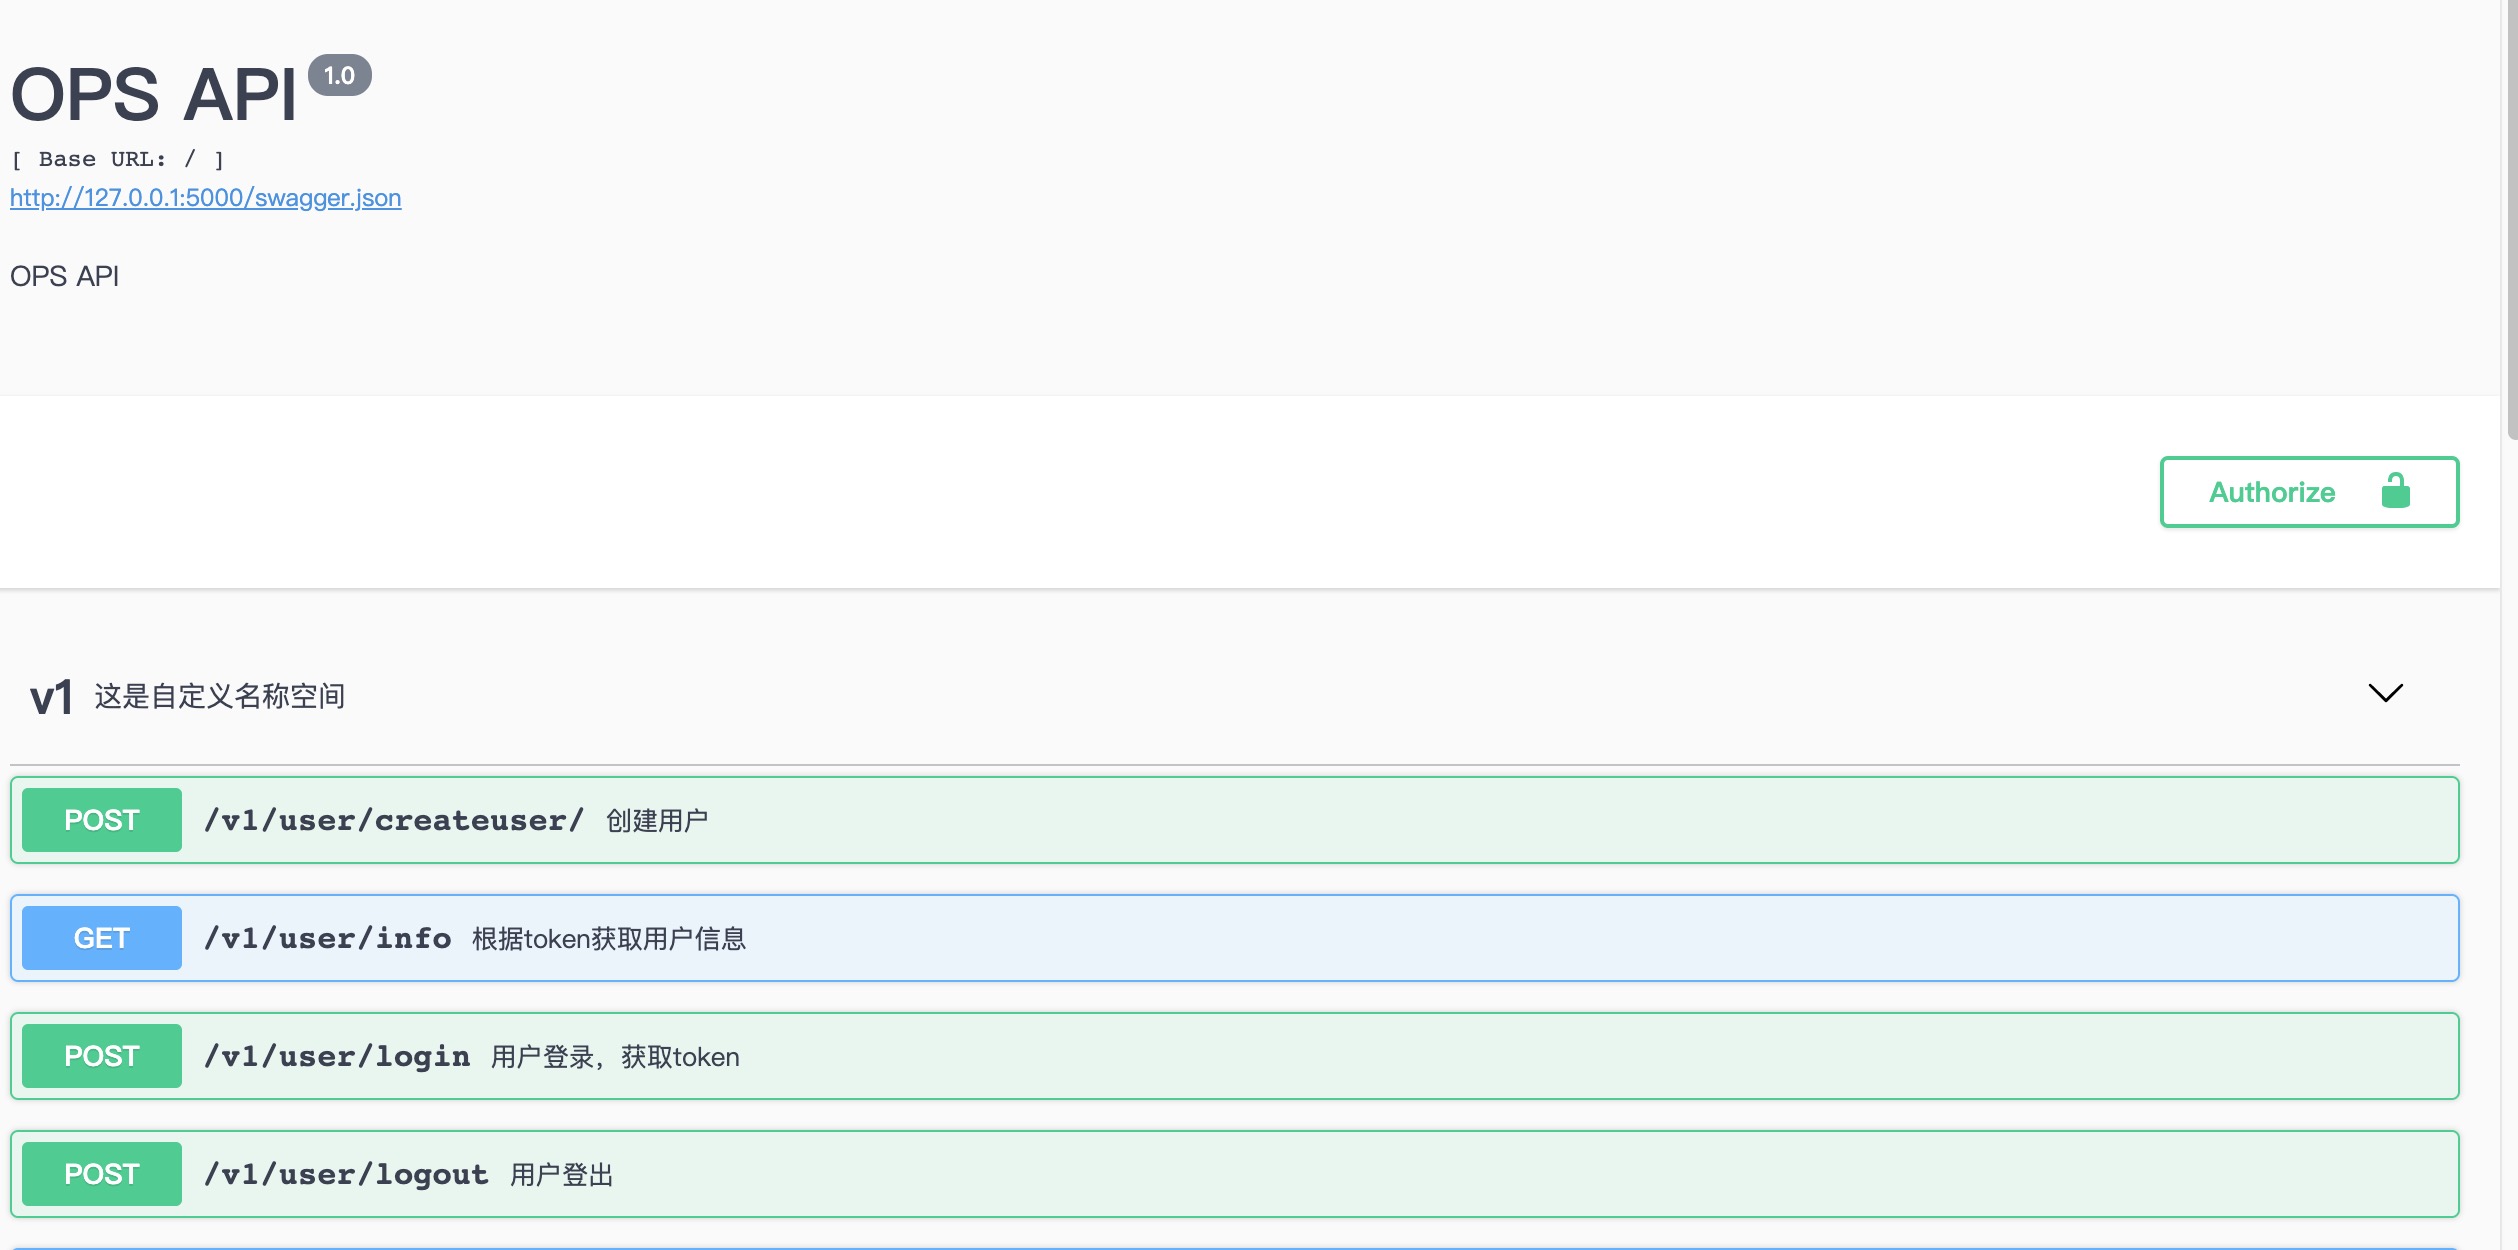 OPS API 1.0
[ Base URL: / ]
http://127.0.0.1:5000/swagger.json
OPS API
Authorize
v1 这是自定义名称空间
POST /v1/user/createuser/ 创建用户
GET /v1/user/info 根据token获取用户信息
POST /v1/user/login 用户登录，获取token
POST /v1/user/logout 用户登出